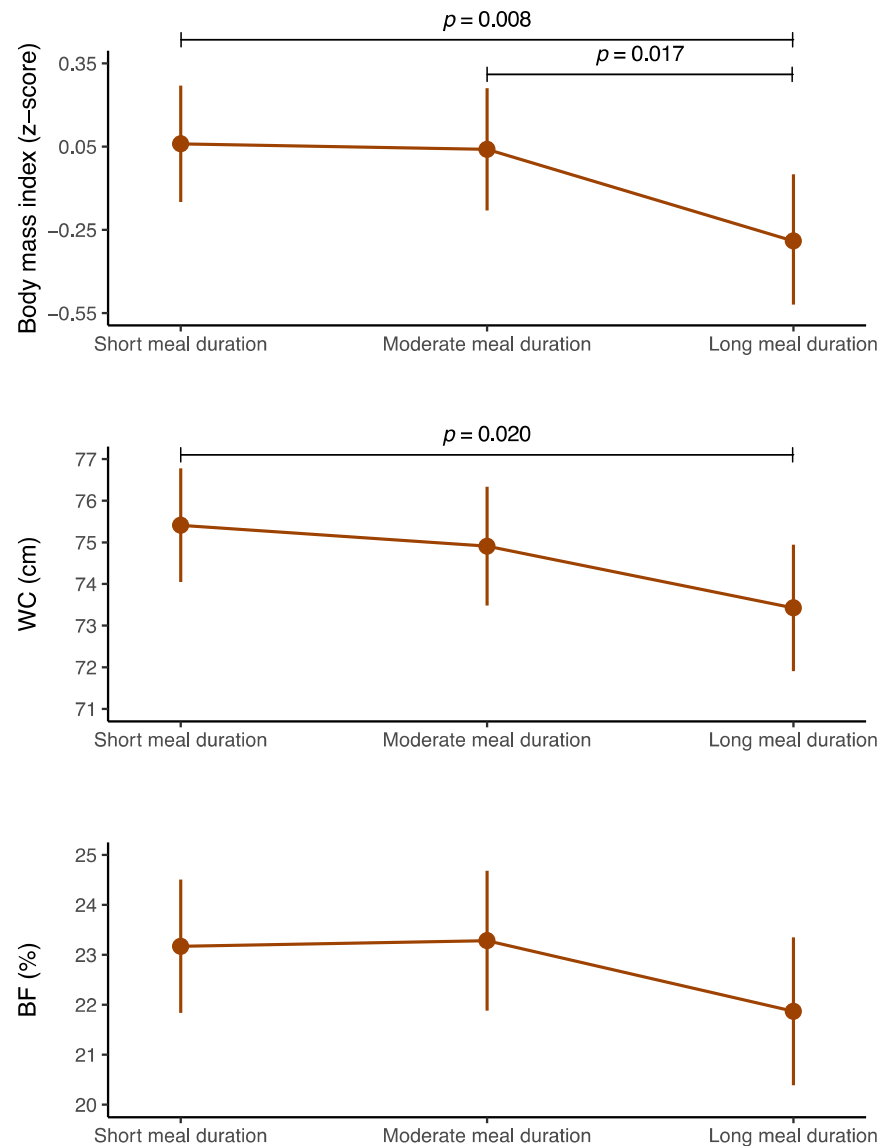 p = 0.008
p = 0.017
Body mass index (z−score)
0.35
0.05
−0.25
−0.55
Short meal duration Moderate meal duration Long meal duration
p = 0.020
WC (cm)
77
76
75
74
73
72
71
Short meal duration Moderate meal duration Long meal duration
BF (%)
25
24
23
22
21
20
Short meal duration Moderate meal duration Long meal duration